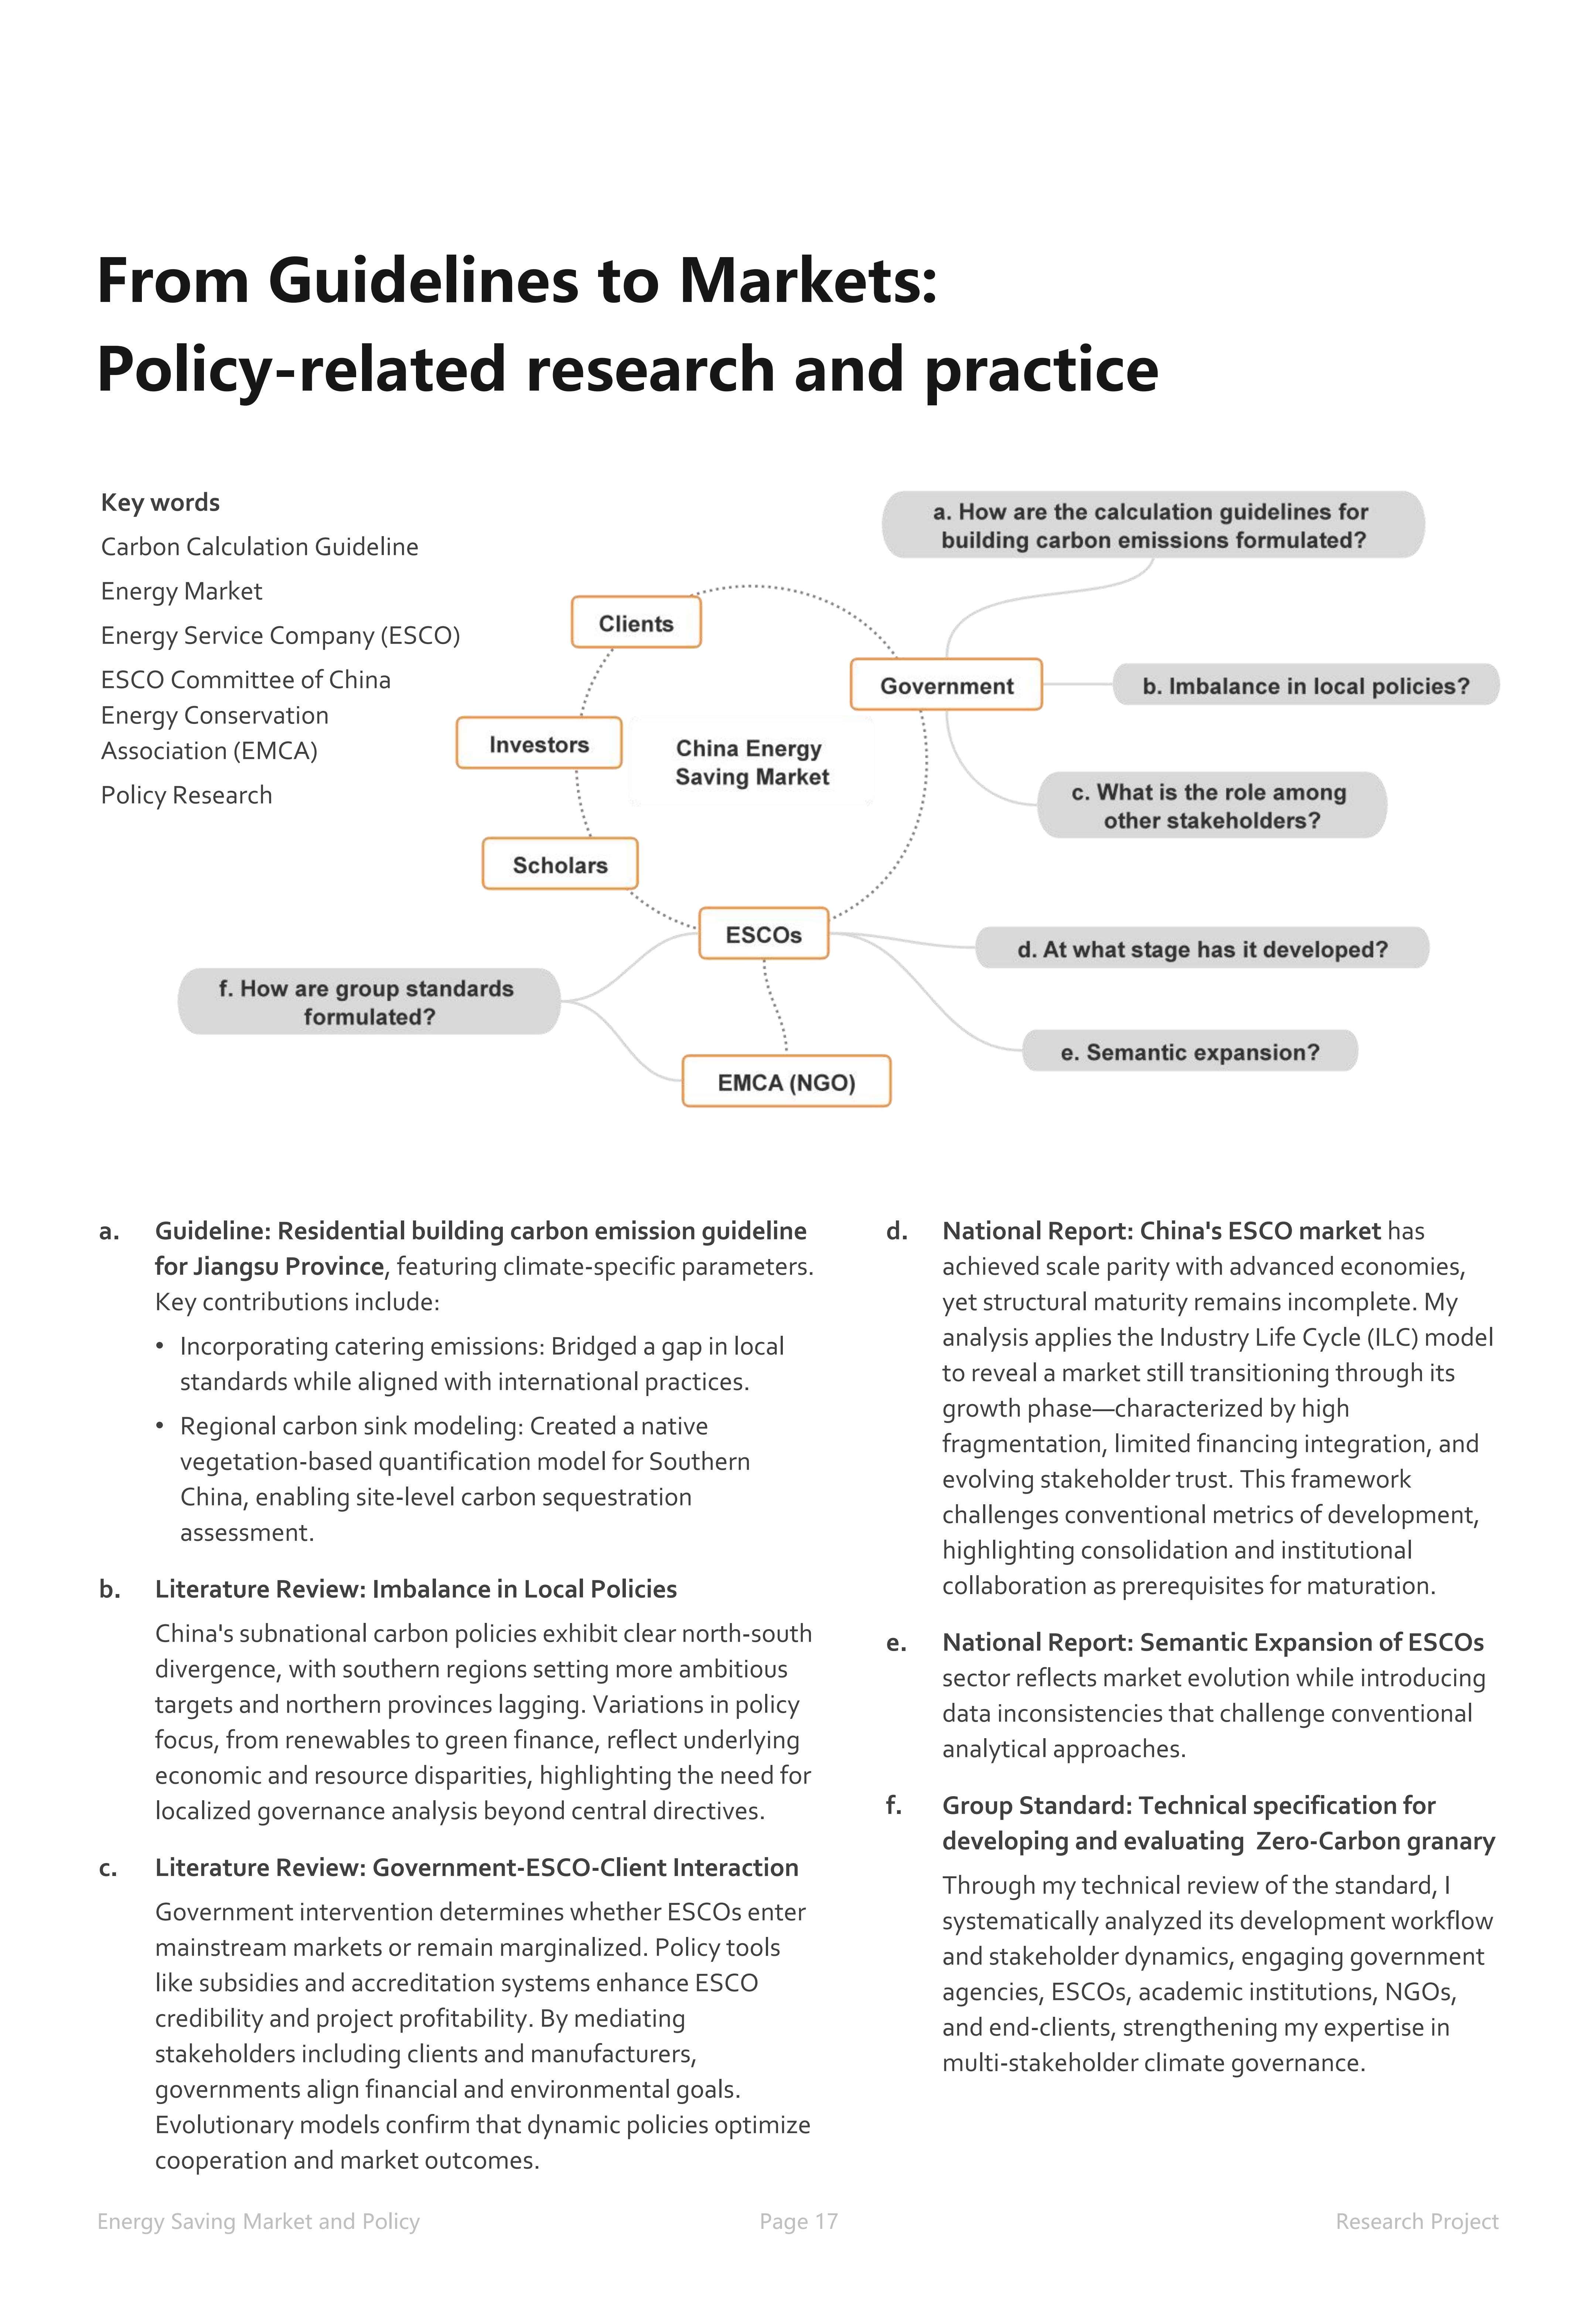 From Guidelines to Markets:
Policy-related research and practice
Key words
Carbon Calculation Guideline
Energy Market
Energy Service Company (ESCO)
ESCO Committee of China
Energy Conservation
Association (EMCA)
Policy Research
a. How are the calculation guidelines for
building carbon emissions formulated?
Clients
Government
b. Imbalance in local policies?
Investors
China Energy
Saving Market
c. What is the role among
other stakeholders?
Scholars
ESCOs
d. At what stage has it developed?
f. How are group standards
formulated?
e. Semantic expansion?
EMCA (NGO)
a. Guideline: Residential building carbon emission guideline
for Jiangsu Province, featuring climate-specific parameters.
Key contributions include:
• Incorporating catering emissions: Bridged a gap in local
standards while aligned with international practices.
• Regional carbon sink modeling: Created a native
vegetation-based quantification model for Southern
China, enabling site-level carbon sequestration
assessment.
b. Literature Review: Imbalance in Local Policies
China's subnational carbon policies exhibit clear north-south
divergence, with southern regions setting more ambitious
targets and northern provinces lagging. Variations in policy
focus, from renewables to green finance, reflect underlying
economic and resource disparities, highlighting the need for
localized governance analysis beyond central directives.
c. Literature Review: Government-ESCO-Client Interaction
Government intervention determines whether ESCOs enter
mainstream markets or remain marginalized. Policy tools
like subsidies and accreditation systems enhance ESCO
credibility and project profitability. By mediating
stakeholders including clients and manufacturers,
governments align financial and environmental goals.
Evolutionary models confirm that dynamic policies optimize
cooperation and market outcomes.
d. National Report: China's ESCO market has
achieved scale parity with advanced economies,
yet structural maturity remains incomplete. My
analysis applies the Industry Life Cycle (ILC) model
to reveal a market still transitioning through its
growth phase—characterized by high
fragmentation, limited financing integration, and
evolving stakeholder trust. This framework
challenges conventional metrics of development,
highlighting consolidation and institutional
collaboration as prerequisites for maturation.
e. National Report: Semantic Expansion of ESCOs
sector reflects market evolution while introducing
data inconsistencies that challenge conventional
analytical approaches.
f. Group Standard: Technical specification for
developing and evaluating Zero-Carbon granary
Through my technical review of the standard, I
systematically analyzed its development workflow
and stakeholder dynamics, engaging government
agencies, ESCOs, academic institutions, NGOs,
and end-clients, strengthening my expertise in
multi-stakeholder climate governance.
Energy Saving Market and Policy
Page 17
Research Project